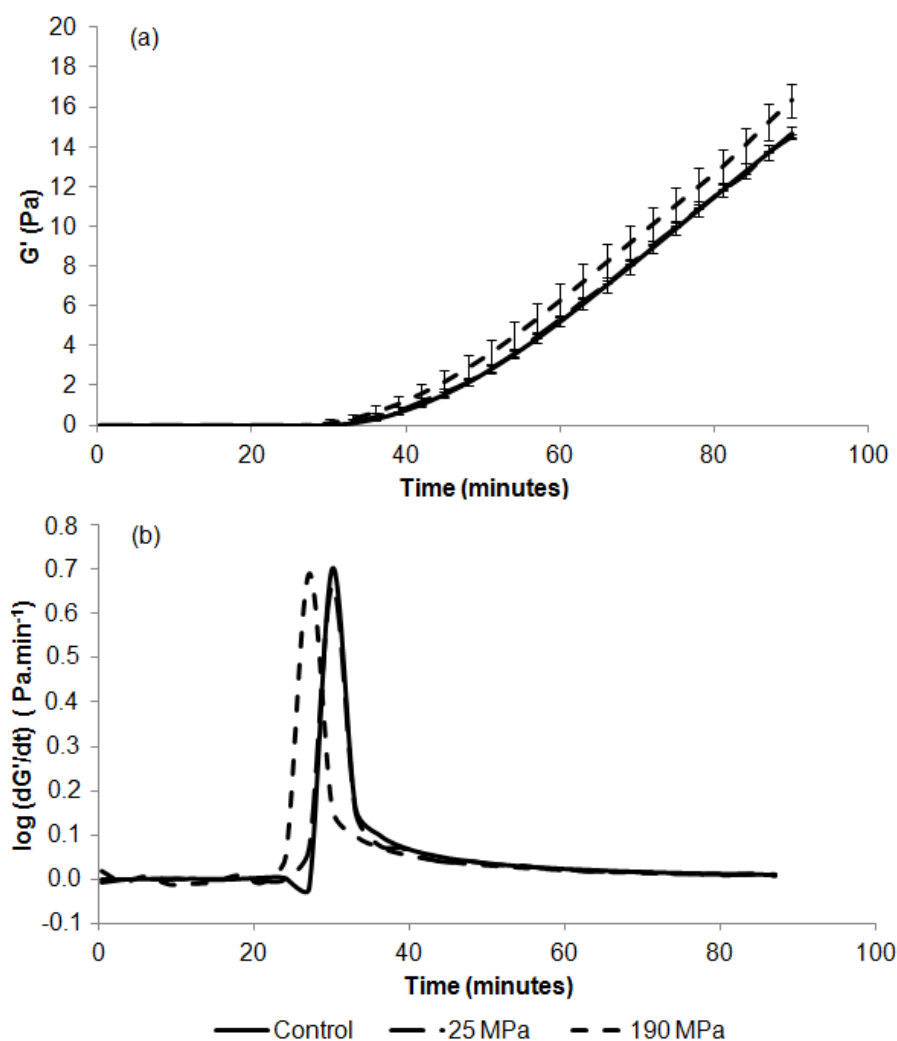 (a)
20
18
16
14
12
10
8
6
4
2
0
G' (Pa)
0 20 40 60 80 100
Time (minutes)
(b)
0.8
0.7
0.6
0.5
0.4
0.3
0.2
0.1
0.0
-0.1
log (dG'/dt) ( Pa.min-1)
0 20 40 60 80 100
Time (minutes)
Control 25 MPa 190 MPa